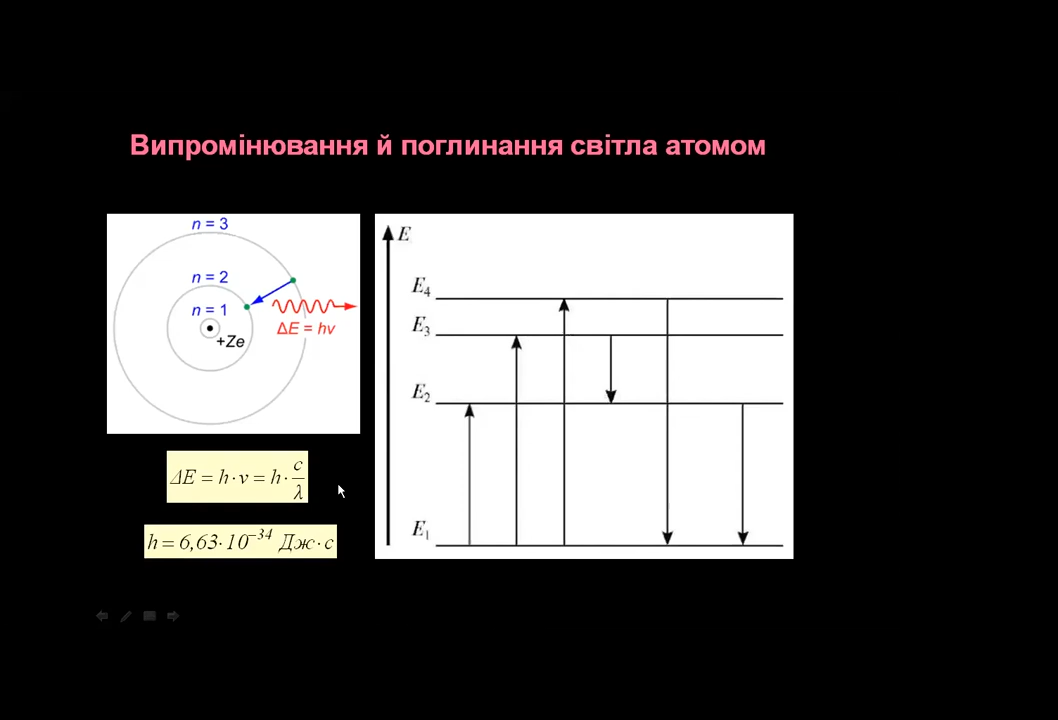 Випромінювання й поглинання світла атомом
n = 3
n = 2
n = 1
+Ze
ΔE = hν
E
E₄
E₃
E₂
E₁
ΔE = h·ν = h· c/λ
h = 6,63·10⁻³⁴ Дж·с